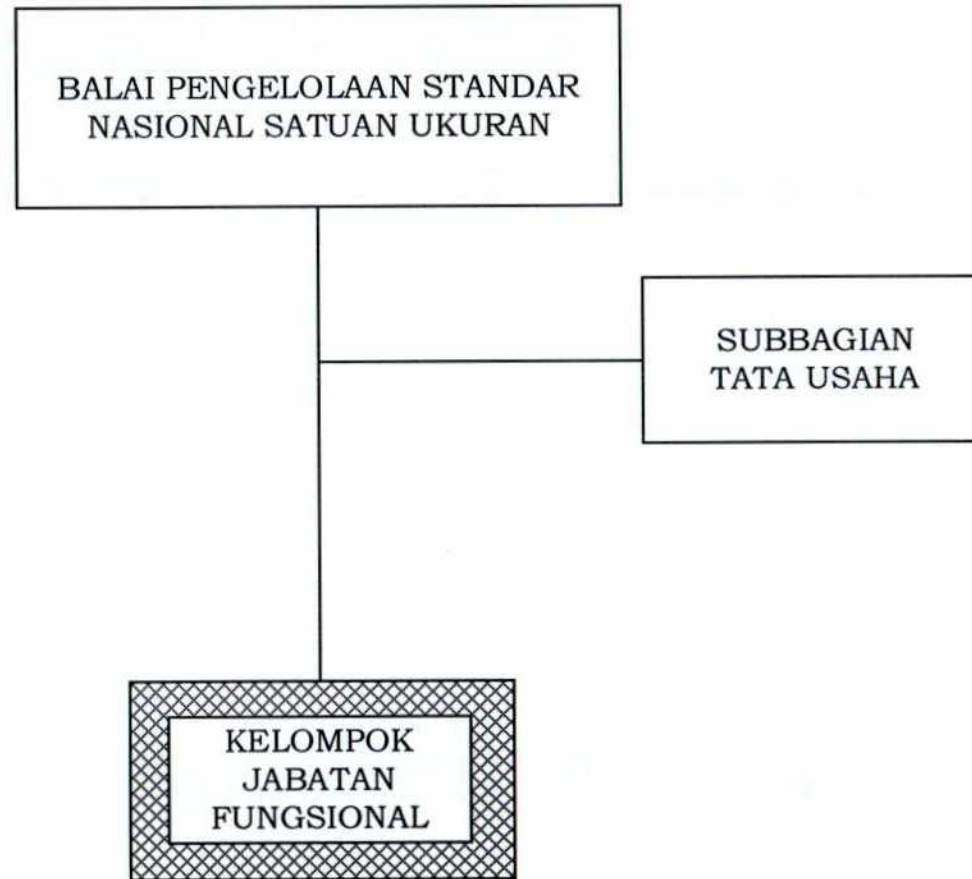 BALAI PENGELOLAAN STANDAR
NASIONAL SATUAN UKURAN
SUBBAGIAN
TATA USAHA
KELOMPOK
JABATAN
FUNGSIONAL